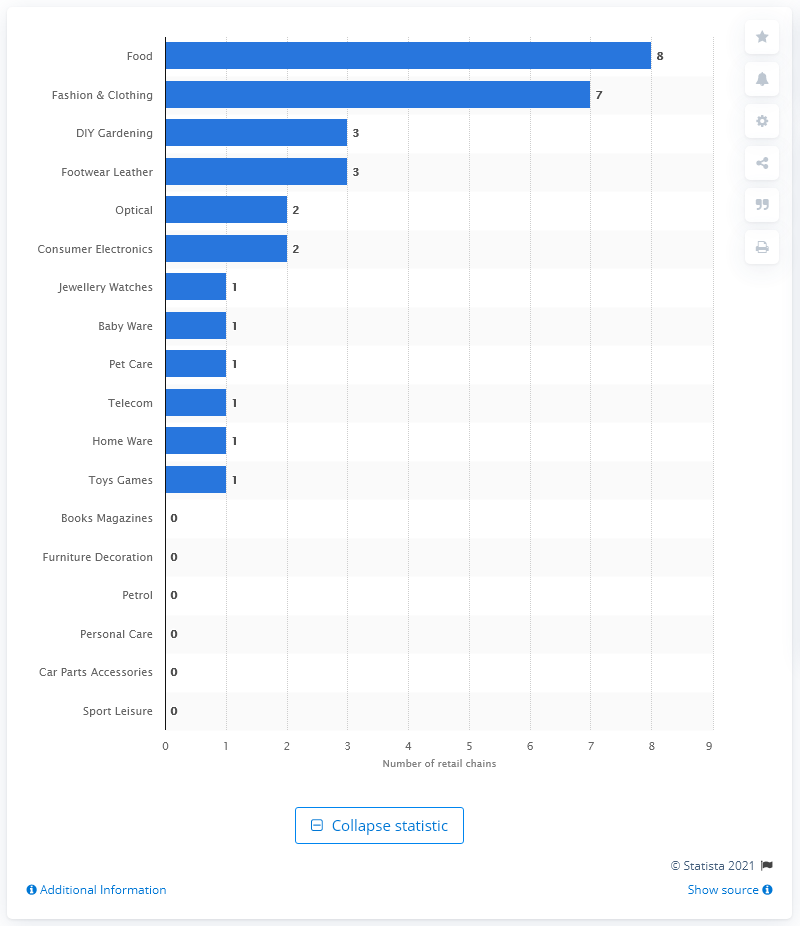 Food 8
Fashion & Clothing 7
DIY Gardening 3
Footwear Leather 3
Optical 2
Consumer Electronics 2
Jewellery Watches 1
Baby Ware 1
Pet Care 1
Telecom 1
Home Ware 1
Toys Games 1
Books Magazines 0
Furniture Decoration 0
Petrol 0
Personal Care 0
Car Parts Accessories 0
Sport Leisure 0
0 1 2 3 4 5 6 7 8 9
Number of retail chains
Collapse statistic
© Statista 2021
Additional Information
Show source